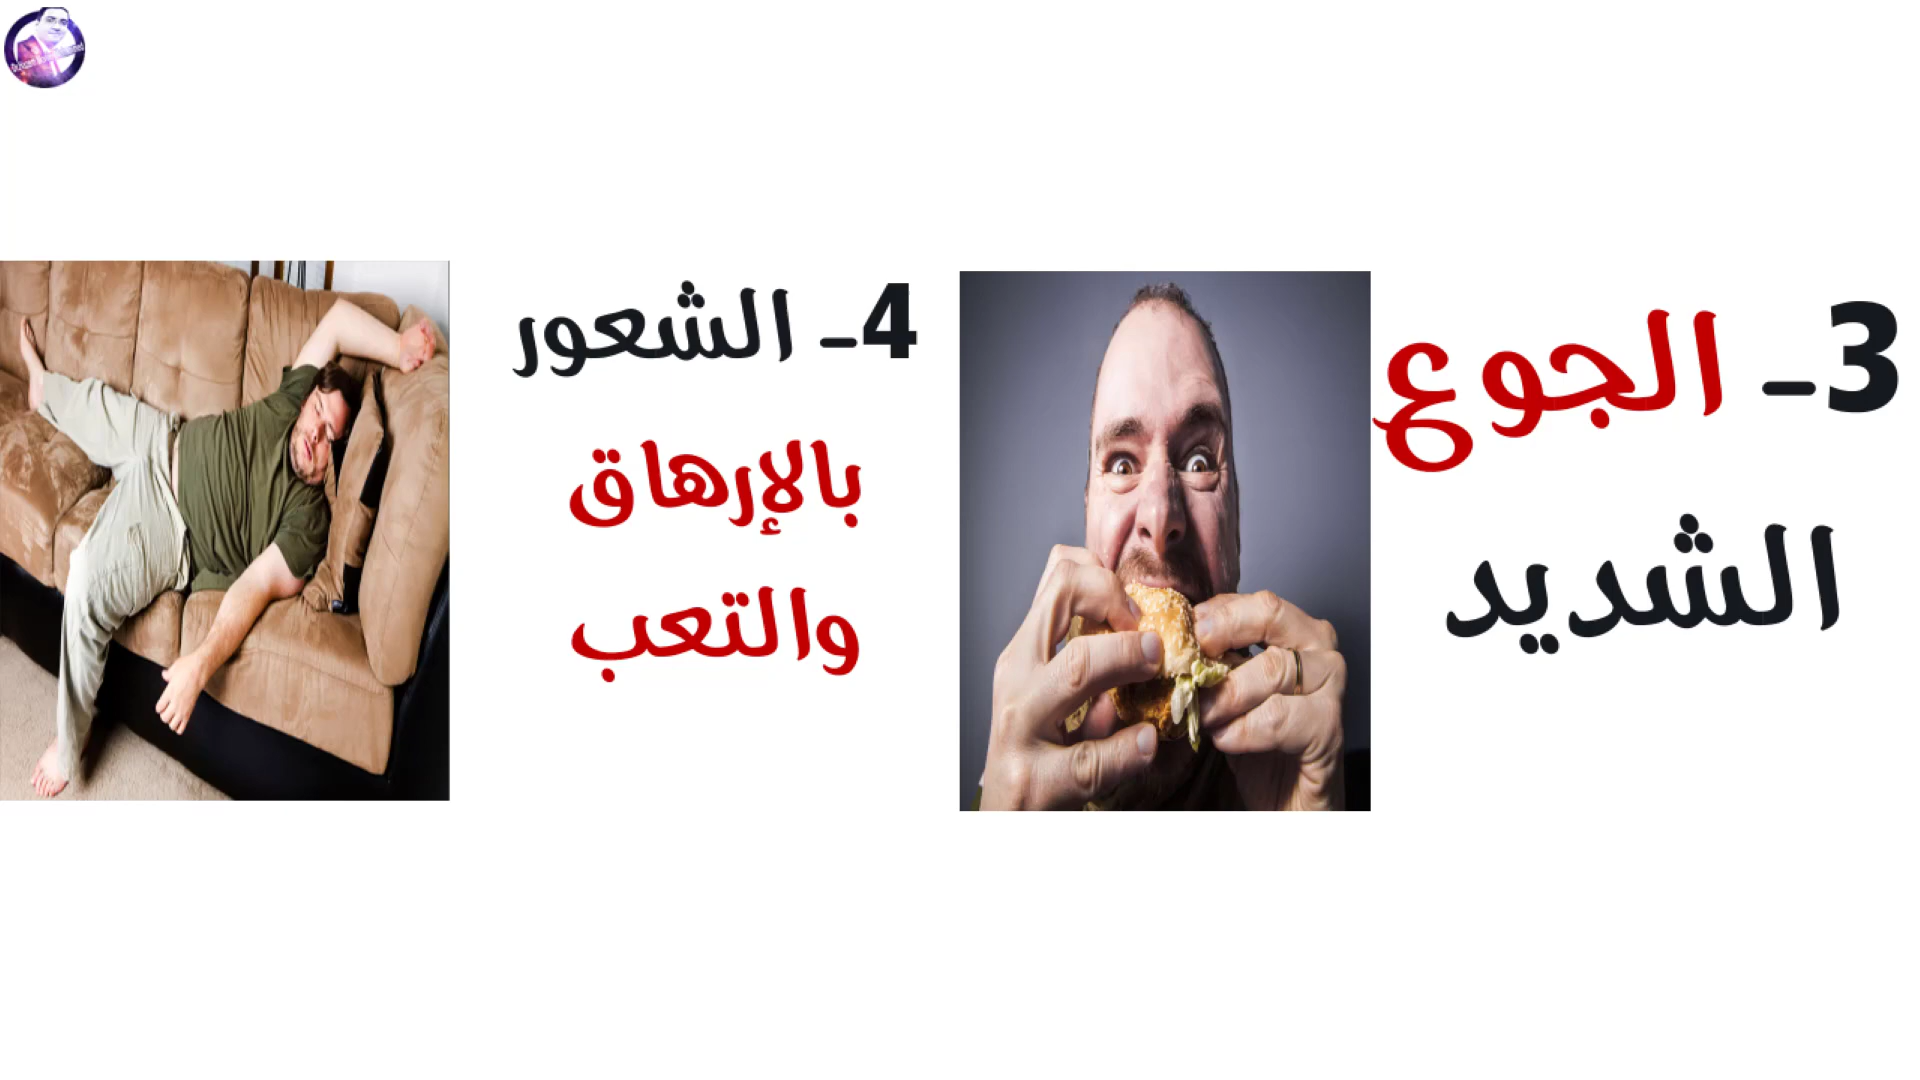 3- الجوع
الشديد
4- الشعور
بالإرهاق
والتعب